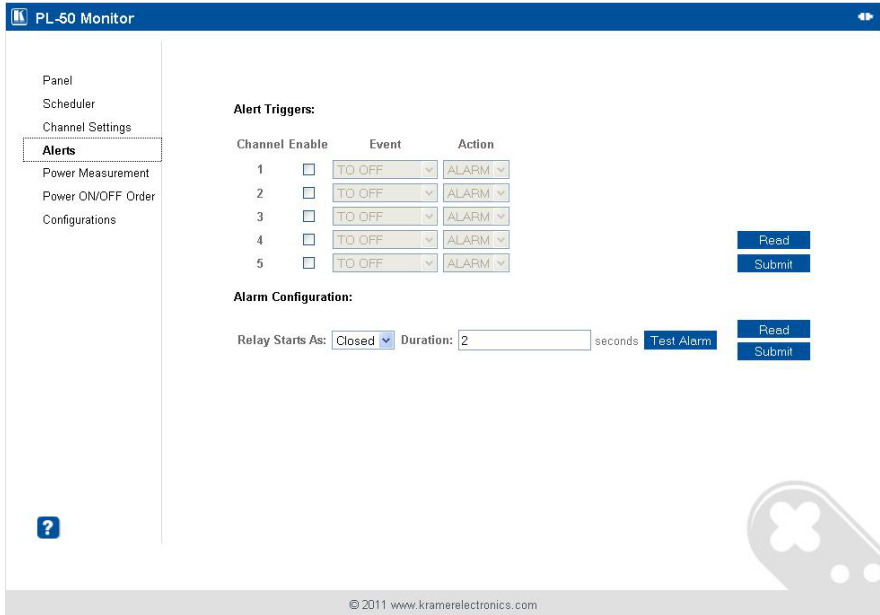 PL-50 Monitor
Panel
Scheduler
Channel Settings
Alerts
Power Measurement
Power ON/OFF Order
Configurations
Alert Triggers:
Channel Enable Event Action
1 TO OFF ALARM
2 TO OFF ALARM
3 TO OFF ALARM
4 TO OFF ALARM Read
5 TO OFF ALARM Submit
Alarm Configuration:
Relay Starts As: Closed Duration: 2 seconds Test Alarm
Read
Submit
?
© 2011 www.kramerelectronics.com